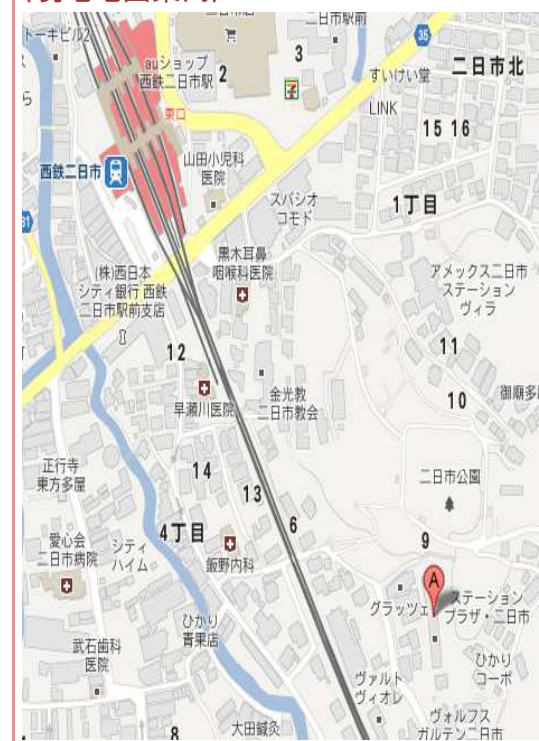 トーキビル2
二日市駅前
35
auショップ
西鉄二日市駅
2
3
すいけい堂
二日市北
東口
LINK
15
16
西鉄二日市
山田小児科
医院
スパシオ
コモド
1丁目
31
黒木耳鼻
咽喉科医院
(株)西日本
シティ銀行 西鉄
二日市駅前支店
アメックス二日市
ステーション
ヴィラ
12
11
早瀬川医院
金光教
二日市教会
10
御廟多
正行寺
東方多屋
14
13
二日市公園
4丁目
6
9
愛心会
二日市病院
シティ
ハイム
飯野内科
A
グラッツェ
ステーション
プラザ・二日市
ひかり
青果店
武石歯科
医院
ひかり
コーポ
ヴァルト
ヴィオレ
8
大田鍼灸
ヴォルフス
ガルテン二日市